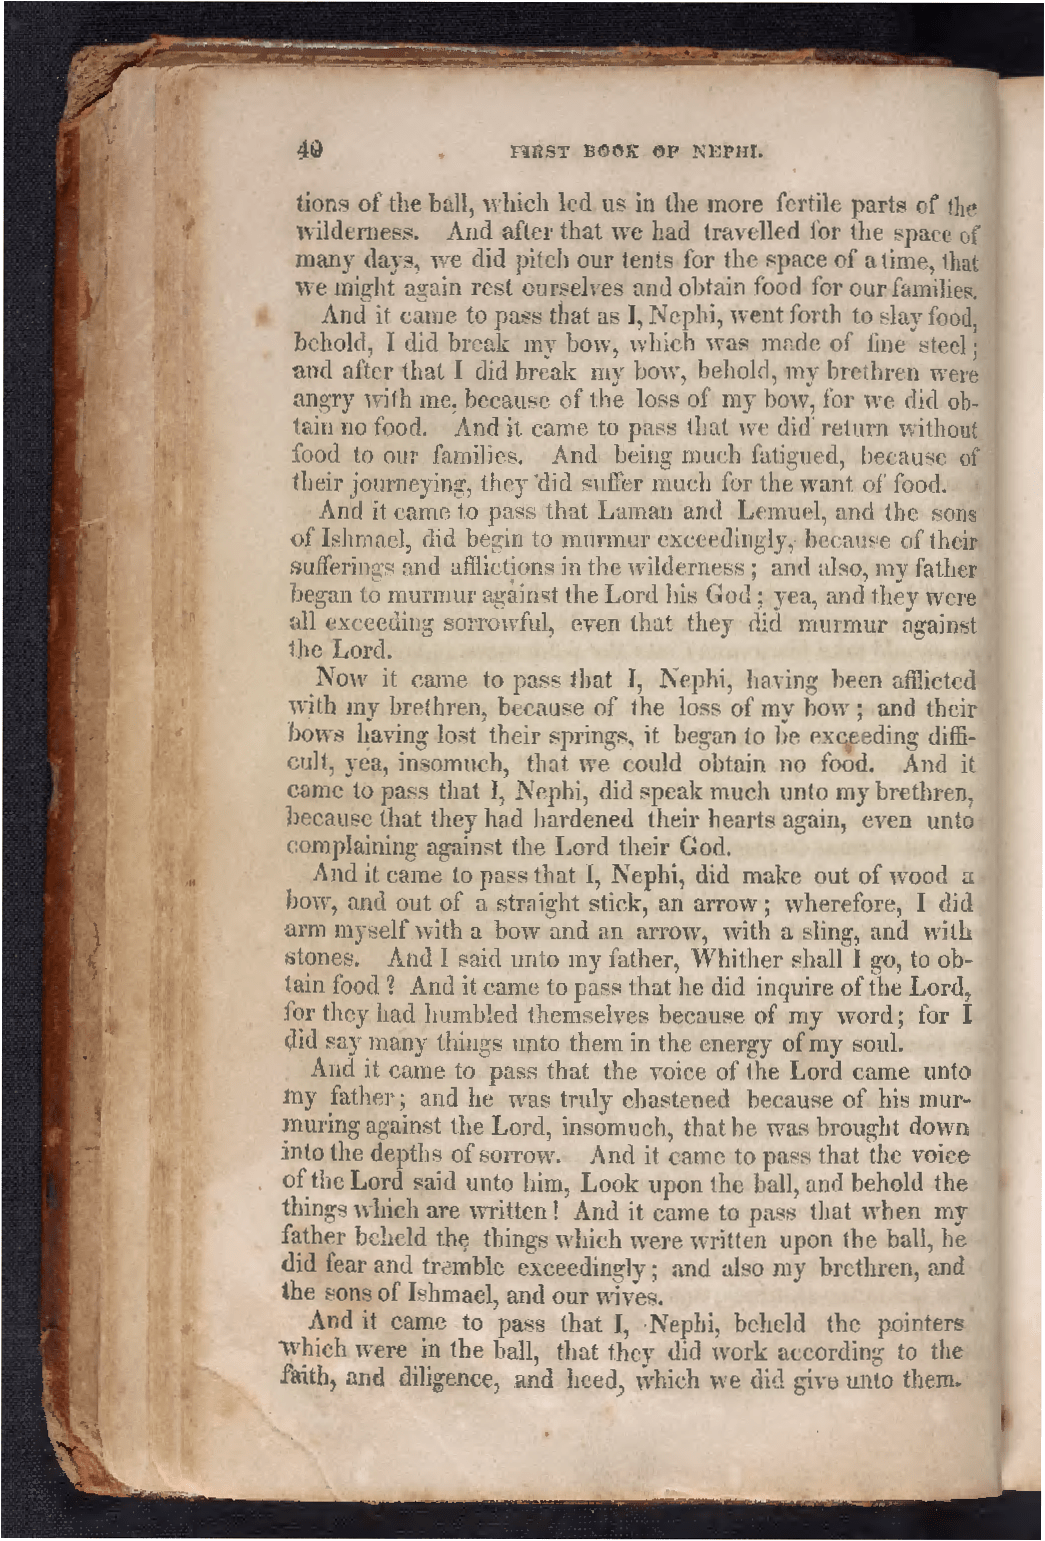 40 FIRST BOOK OF NEPHI.
tions of the ball, which led us in the more fertile parts of the
wilderness. And after that we had travelled for the space of
many days, we did pitch our tents for the space of a time, that
we might again rest ourselves and obtain food for our families.
And it came to pass that as I, Nephi, went forth to slay food,
behold, I did break my bow, which was made of fine steel;
and after that I did break my bow, behold, my brethren were
angry with me, because of the loss of my bow, for we did ob-
tain no food. And it came to pass that we did return without
food to our families. And being much fatigued, because of
their journeying, they did suffer much for the want of food.
And it came to pass that Laman and Lemuel, and the sons
of Ishmael, did begin to murmur exceedingly, because of their
sufferings and afflictions in the wilderness; and also, my father
began to murmur against the Lord his God; yea, and they were
all exceeding sorrowful, even that they did murmur against
the Lord.
Now it came to pass that I, Nephi, having been afflicted
with my brethren, because of the loss of my bow; and their
bows having lost their springs, it began to be exceeding diffi-
cult, yea, insomuch, that we could obtain no food. And it
came to pass that I, Nephi, did speak much unto my brethren,
because that they had hardened their hearts again, even unto
complaining against the Lord their God.
And it came to pass that I, Nephi, did make out of wood a
bow, and out of a straight stick, an arrow; wherefore, I did
arm myself with a bow and an arrow, with a sling, and with
stones. And I said unto my father, Whither shall I go, to ob-
tain food? And it came to pass that he did inquire of the Lord,
for they had humbled themselves because of my word; for I
did say many things unto them in the energy of my soul.
And it came to pass that the voice of the Lord came unto
my father; and he was truly chastened because of his mur-
muring against the Lord, insomuch, that he was brought down
into the depths of sorrow. And it came to pass that the voice
of the Lord said unto him, Look upon the ball, and behold the
things which are written! And it came to pass that when my
father beheld the things which were written upon the ball, he
did fear and tremble exceedingly; and also my brethren, and
the sons of Ishmael, and our wives.
And it came to pass that I, Nephi, beheld the pointers
which were in the ball, that they did work according to the
faith, and diligence, and heed, which we did give unto them.